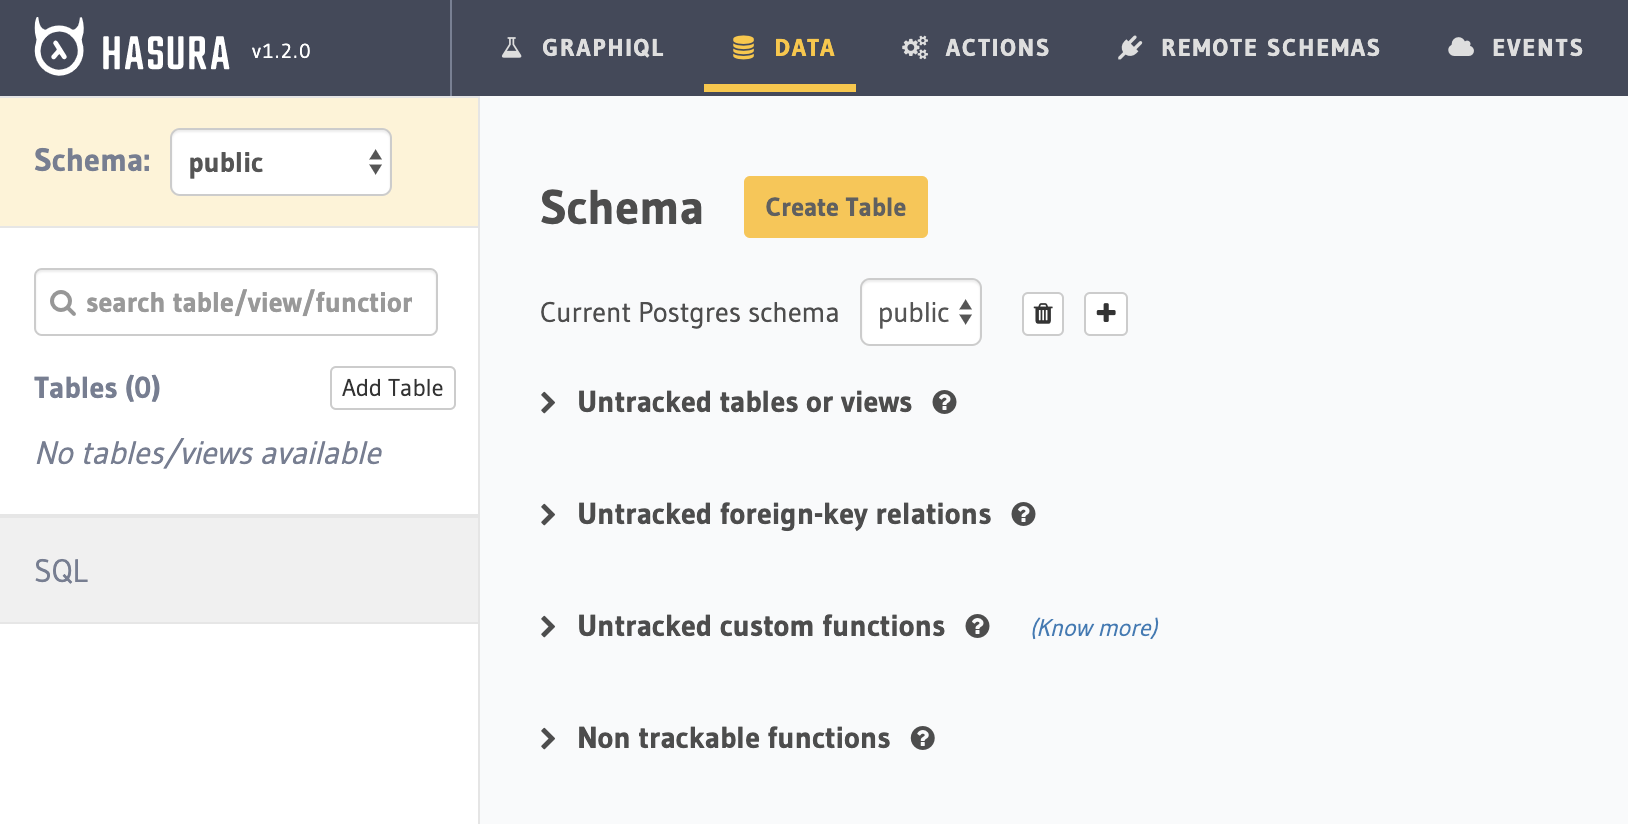 HASURA v1.2.0
GRAPHIQL
DATA
ACTIONS
REMOTE SCHEMAS
EVENTS
Schema: public
search table/view/function
Tables (0) Add Table
No tables/views available
SQL
Schema Create Table
Current Postgres schema public
Untracked tables or views
Untracked foreign-key relations
Untracked custom functions (Know more)
Non trackable functions